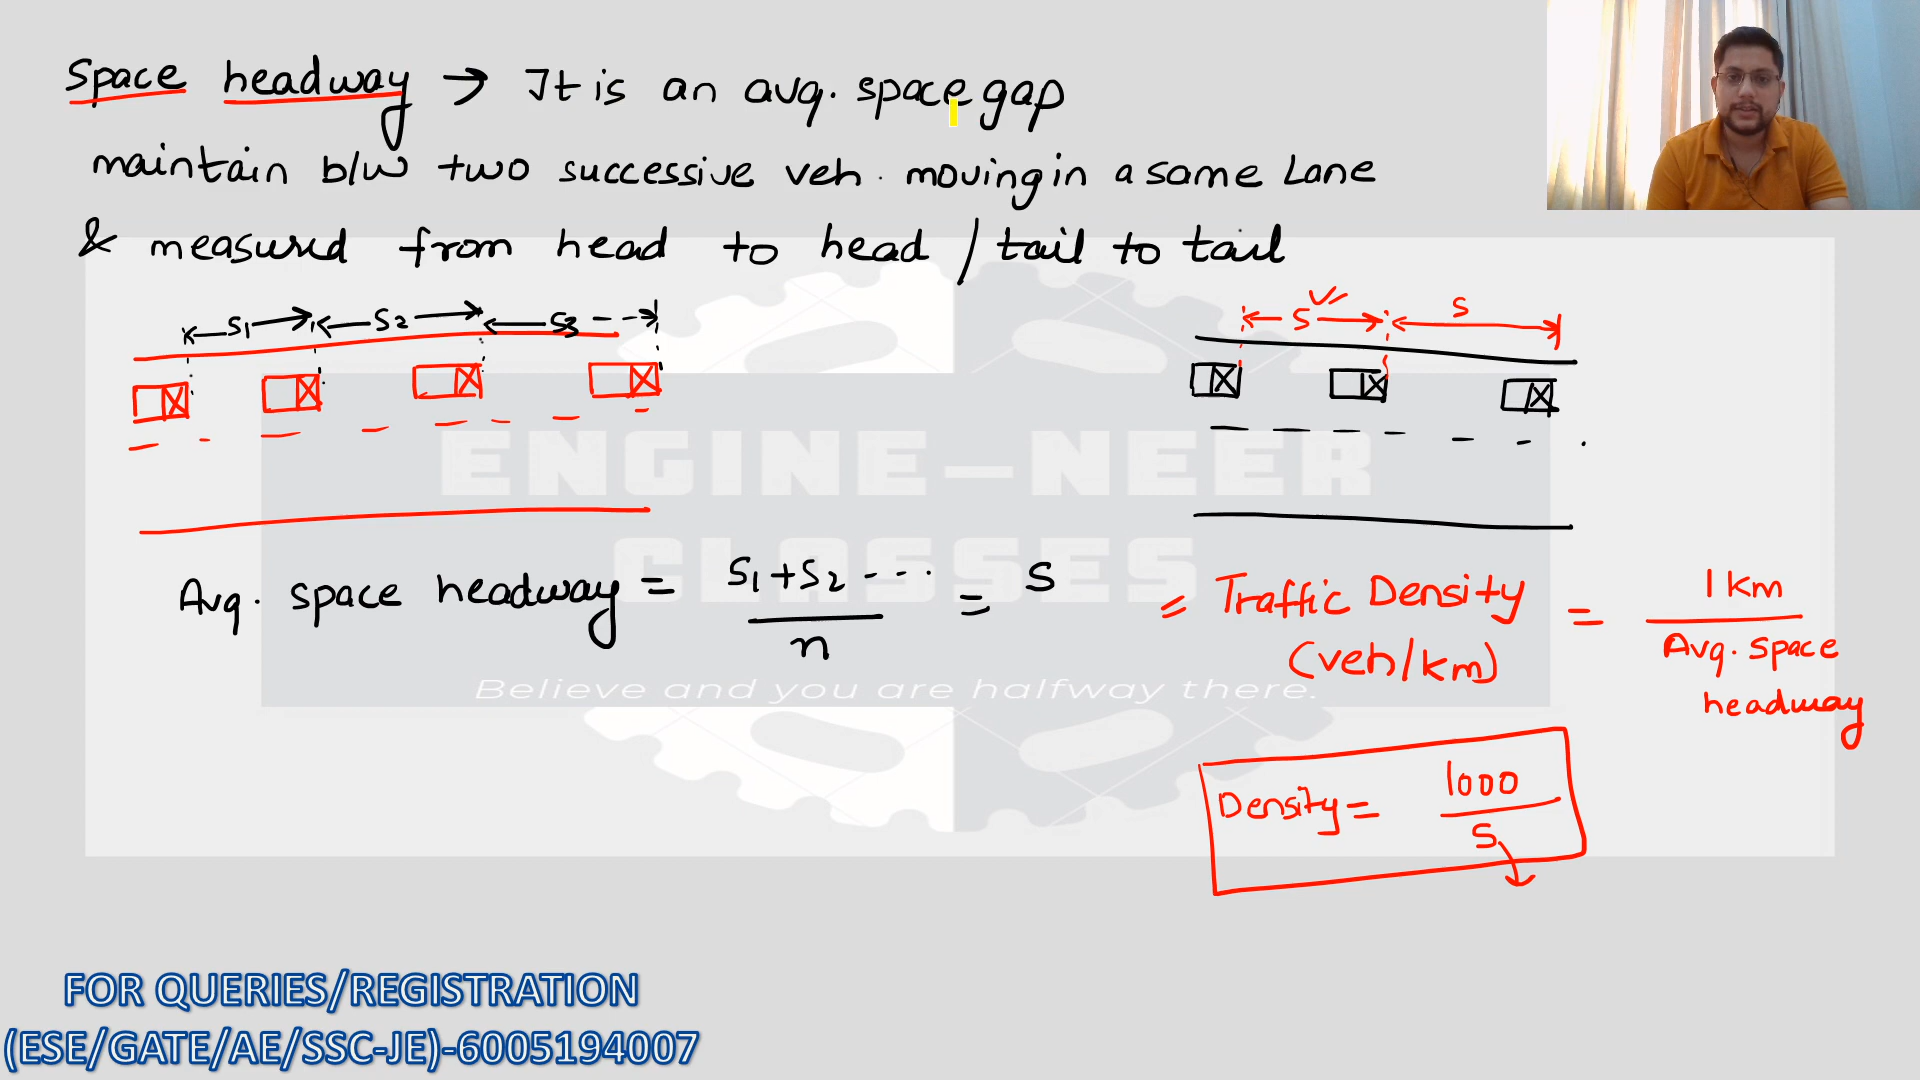 Space headway → It is an avg. space gap
maintain b/w two successive veh. moving in a same Lane
& measured from head to head / tail to tail
S1 S2 S3
S S
ENGINE–NEER
CLASSES
Avg. space headway = S1+S2---- / n = S
= Traffic Density (veh/km) = 1 km / Avg. space headway
Believe and you are halfway there.
Density = 1000 / S
FOR QUERIES/REGISTRATION
(ESE/GATE/AE/SSC-JE)-6005194007